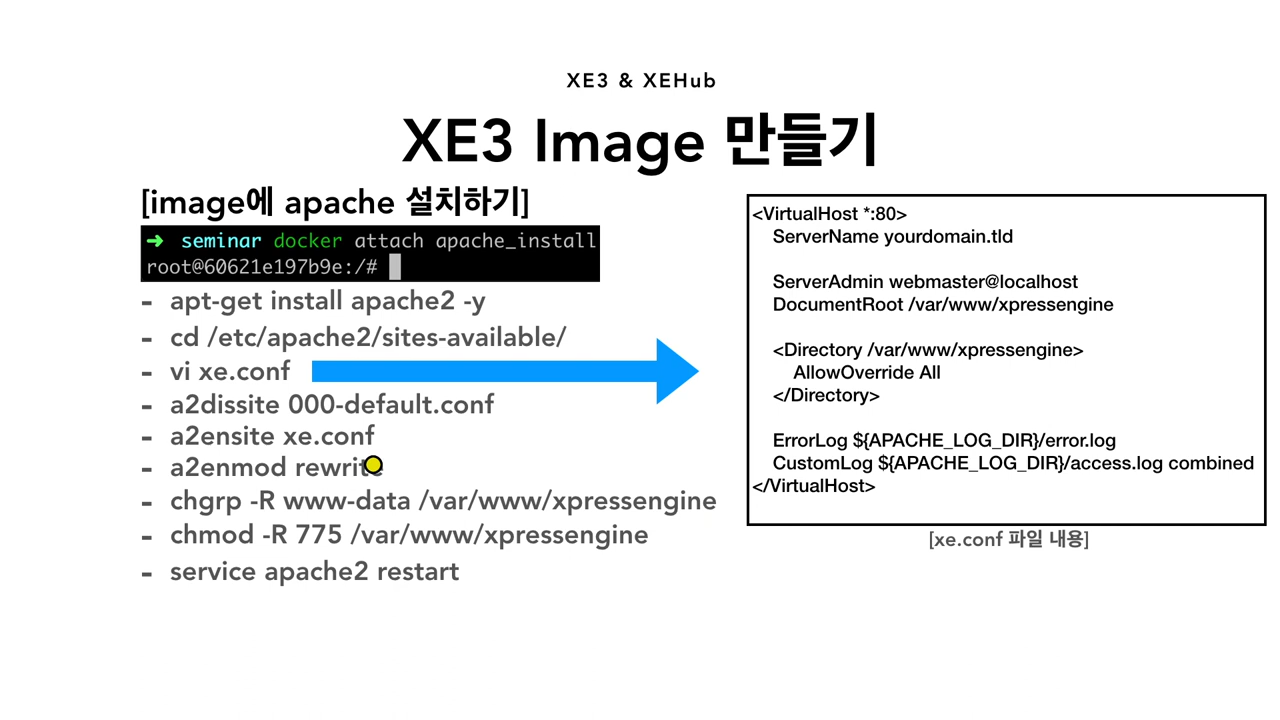 XE3 & XEHub
XE3 Image 만들기
[image에 apache 설치하기]
➜ seminar docker attach apache_install
root@60621e197b9e:/#
- apt-get install apache2 -y
- cd /etc/apache2/sites-available/
- vi xe.conf
- a2dissite 000-default.conf
- a2ensite xe.conf
- a2enmod rewrite
- chgrp -R www-data /var/www/xpressengine
- chmod -R 775 /var/www/xpressengine
- service apache2 restart
<VirtualHost *:80>
ServerName yourdomain.tld
ServerAdmin webmaster@localhost
DocumentRoot /var/www/xpressengine
<Directory /var/www/xpressengine>
AllowOverride All
</Directory>
ErrorLog ${APACHE_LOG_DIR}/error.log
CustomLog ${APACHE_LOG_DIR}/access.log combined
</VirtualHost>
[xe.conf 파일 내용]